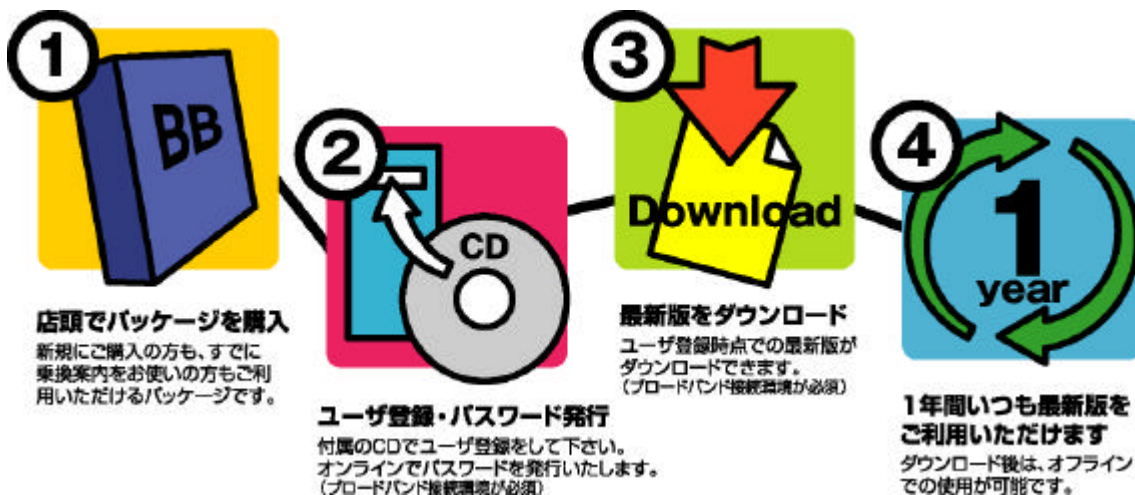 1
BB
店頭でパッケージを購入
新規にご購入の方も、すでに
乗換案内をお使いの方もご利
用いただけるパッケージです。
2
CD
ユーザ登録・パスワード発行
付属のCDでユーザ登録をして下さい。
オンラインでパスワードを発行いたします。
(ブロードバンド接続環境が必須)
3
Download
最新版をダウンロード
ユーザ登録時点での最新版が
ダウンロードできます。
(ブロードバンド接続環境が必須)
4
1
year
1年間いつも最新版を
ご利用いただけます
ダウンロード後は、オフライン
での使用が可能です。